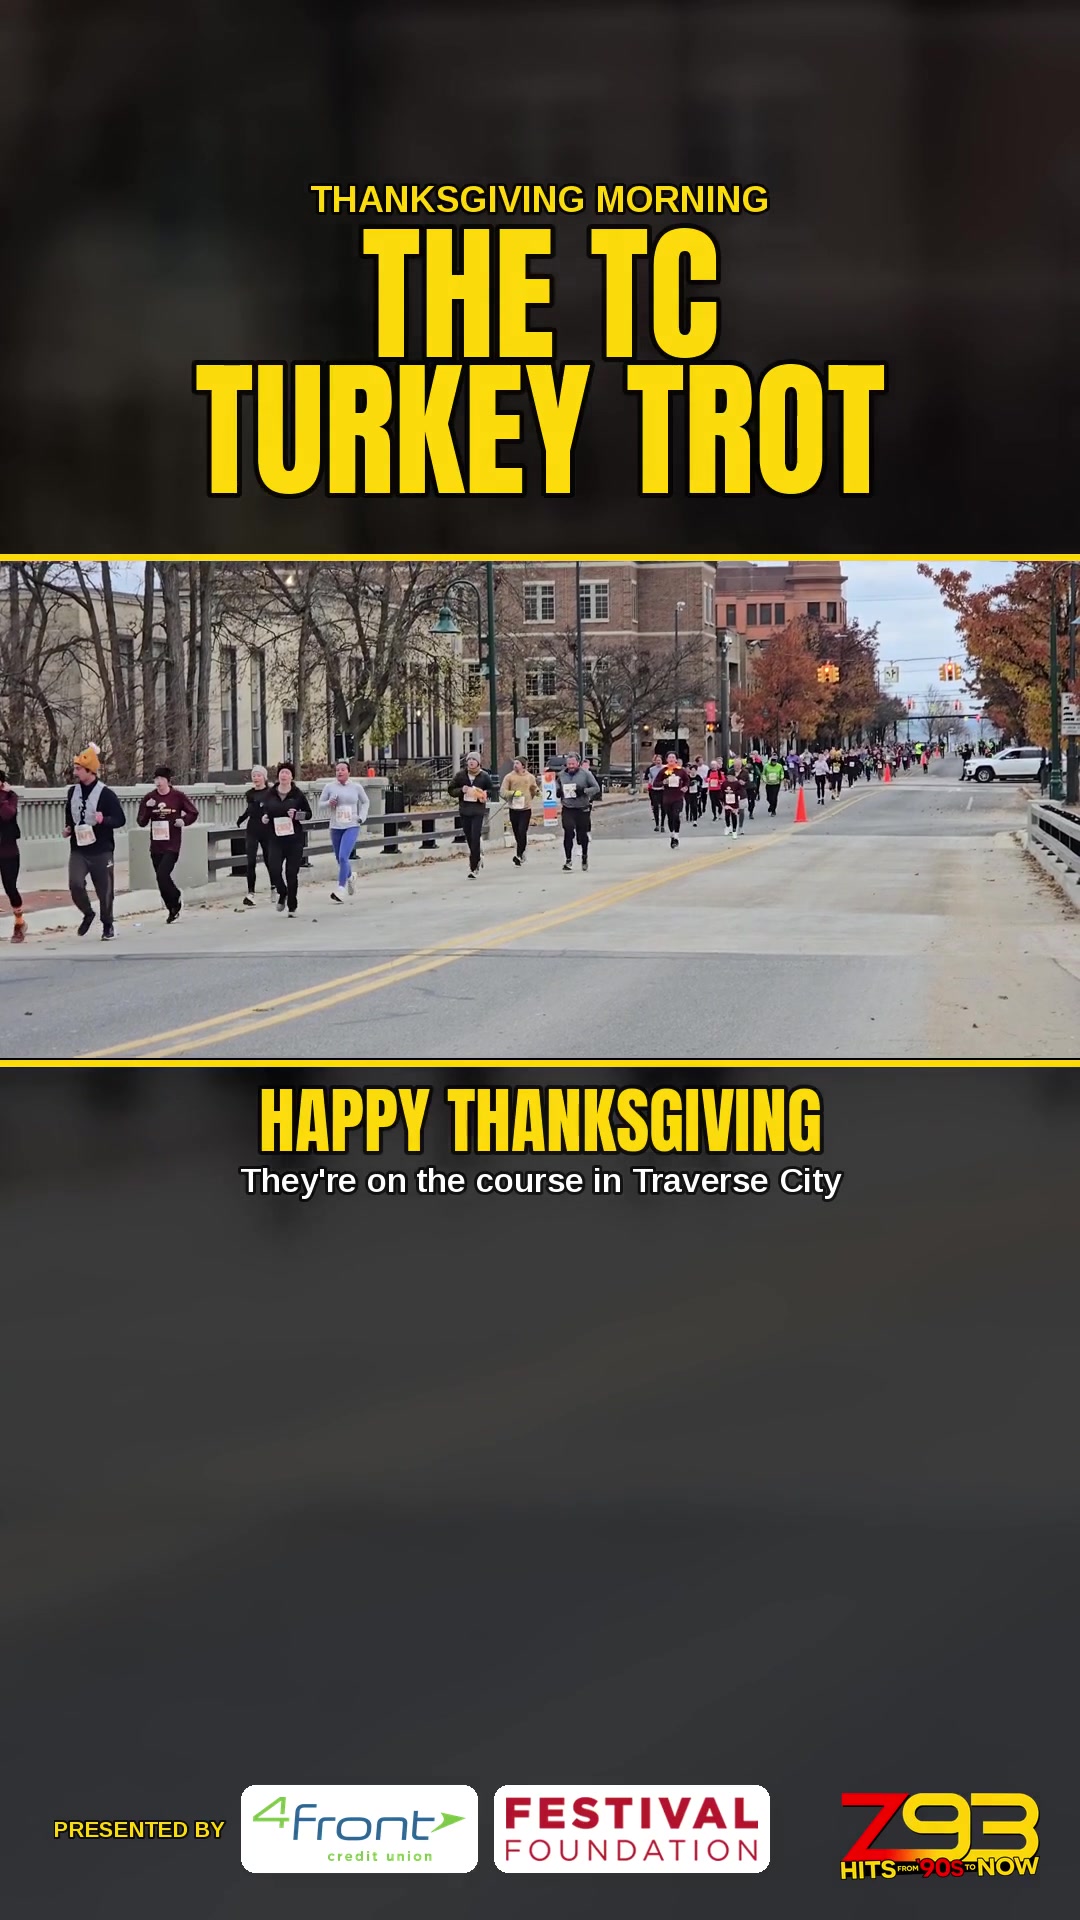 THANKSGIVING MORNING
THE TC
TURKEY TROT
2
HAPPY THANKSGIVING
They're on the course in Traverse City
PRESENTED BY
4front
credit union
FESTIVAL
FOUNDATION
Z93
HITS FROM '90S TO NOW